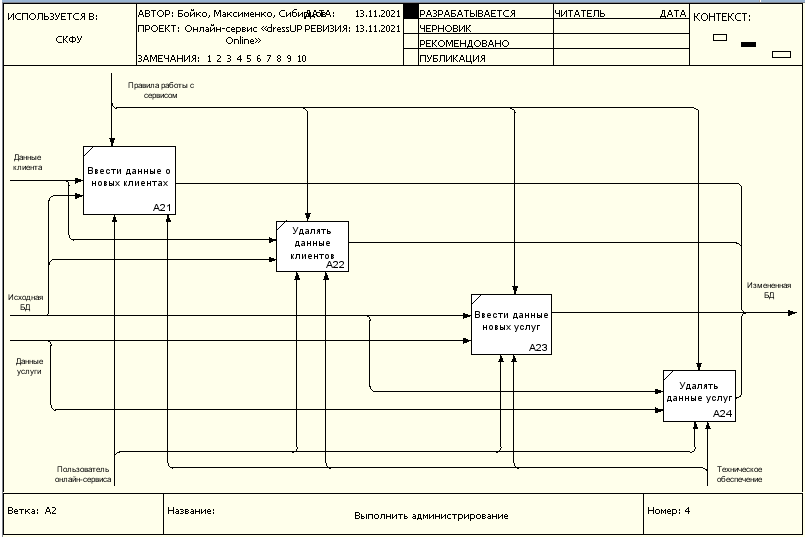 ИСПОЛЬЗУЕТСЯ В:
СКФУ
АВТОР: Бойко, Максименко, Сибирцов
ДАТА: 13.11.2021
ПРОЕКТ: Онлайн-сервис «dressUP
Online»
РЕВИЗИЯ: 13.11.2021
ЗАМЕЧАНИЯ: 1 2 3 4 5 6 7 8 9 10
РАЗРАБАТЫВАЕТСЯ
ЧЕРНОВИК
РЕКОМЕНДОВАНО
ПУБЛИКАЦИЯ
ЧИТАТЕЛЬ ДАТА
КОНТЕКСТ:
Правила работы с
сервисом
Данные
клиента
Ввести данные о
новых клиентах
A21
Удалять
данные
клиентов
A22
Исходная
БД
Измененная
БД
Ввести данные
новых услуг
A23
Данные
услуги
Удалять
данные услуг
A24
Пользователь
онлайн-сервиса
Техническое
обеспечение
Ветка: A2
Название:
Выполнить администрирование
Номер: 4